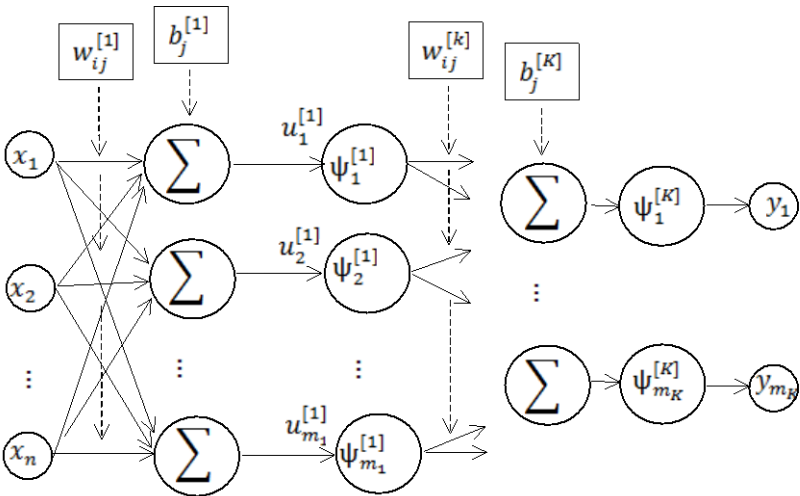 w_{ij}^{[1]}
b_j^{[1]}
w_{ij}^{[k]}
b_j^{[K]}
x_1
∑
u_1^{[1]}
ψ_1^{[1]}
∑
ψ_1^{[K]}
y_1
x_2
∑
u_2^{[1]}
ψ_2^{[1]}
⋮
⋮
⋮
⋮
∑
ψ_{m_K}^{[K]}
y_{m_K}
x_n
∑
u_{m_1}^{[1]}
ψ_{m_1}^{[1]}